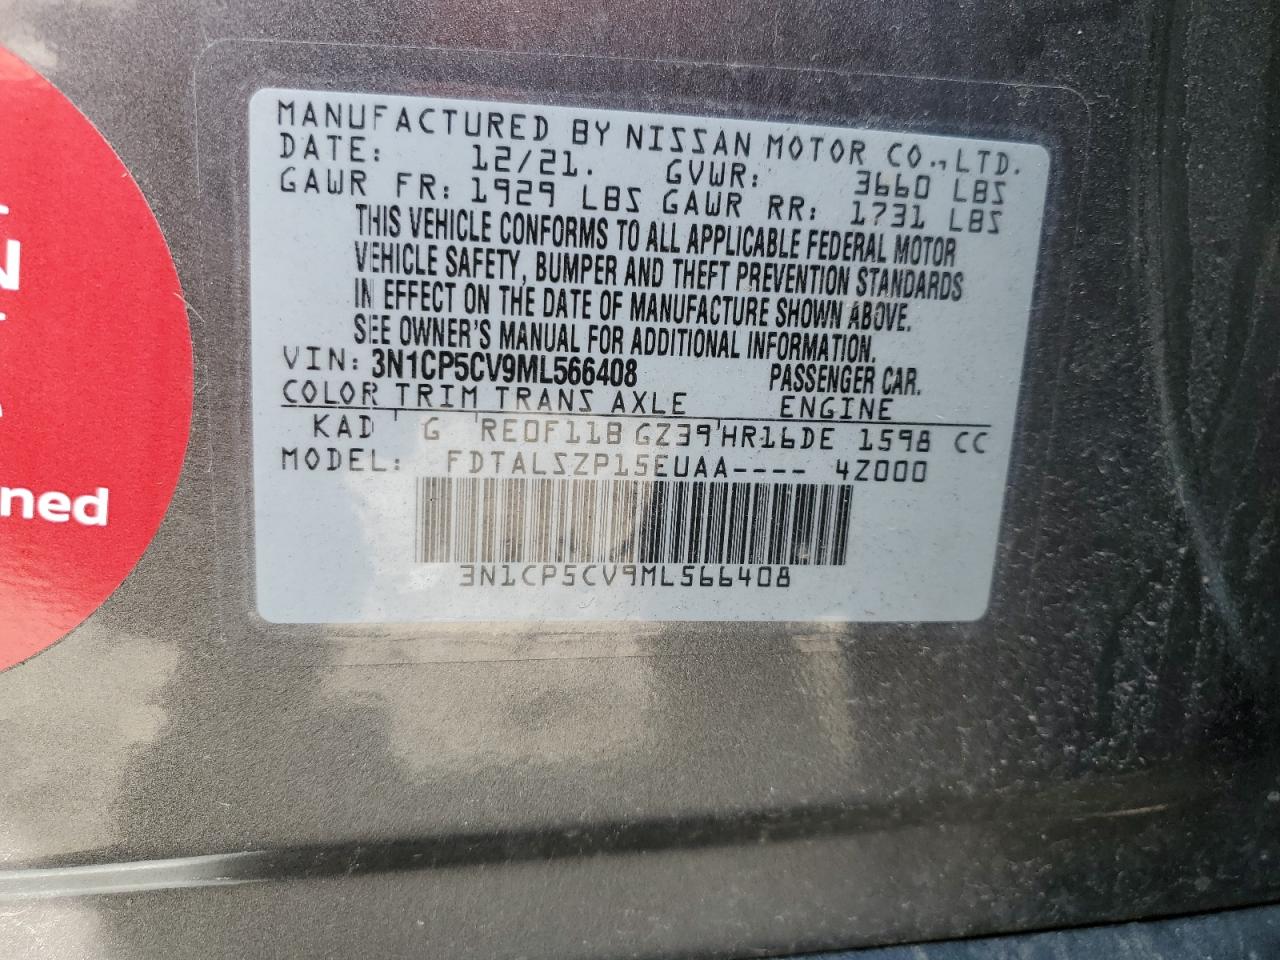 MANUFACTURED BY NISSAN MOTOR CO., LTD.
DATE: 12/21. GVWR: 3660 LBS
GAWR FR: 1929 LBS GAWR RR: 1731 LBS
THIS VEHICLE CONFORMS TO ALL APPLICABLE FEDERAL MOTOR
VEHICLE SAFETY, BUMPER AND THEFT PREVENTION STANDARDS
IN EFFECT ON THE DATE OF MANUFACTURE SHOWN ABOVE.
SEE OWNER'S MANUAL FOR ADDITIONAL INFORMATION.
VIN: 3N1CP5CV9ML566408 PASSENGER CAR.
COLOR TRIM TRANS AXLE ENGINE
KAD G RE0F11B GZ39 HR16DE 1598 CC
MODEL: FDTALSZP15EUAA---- 4Z000
3N1CP5CV9ML566408
N
ned